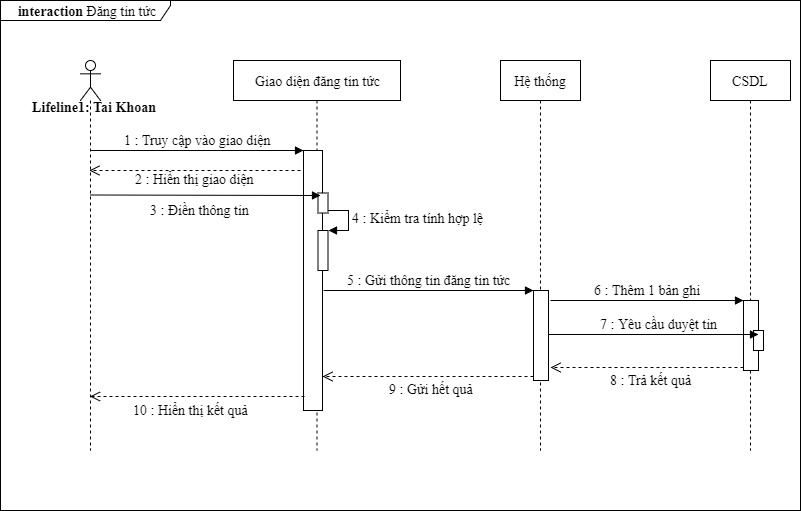 interaction Đăng tin tức
Lifeline1: Tai Khoan
Giao diện đăng tin tức
Hệ thống
CSDL
1 : Truy cập vào giao diện
2 : Hiển thị giao diện
3 : Điền thông tin
4 : Kiểm tra tính hợp lệ
5 : Gửi thông tin đăng tin tức
6 : Thêm 1 bản ghi
7 : Yêu cầu duyệt tin
8 : Trả kết quả
9 : Gửi hết quả
10 : Hiển thị kết quả